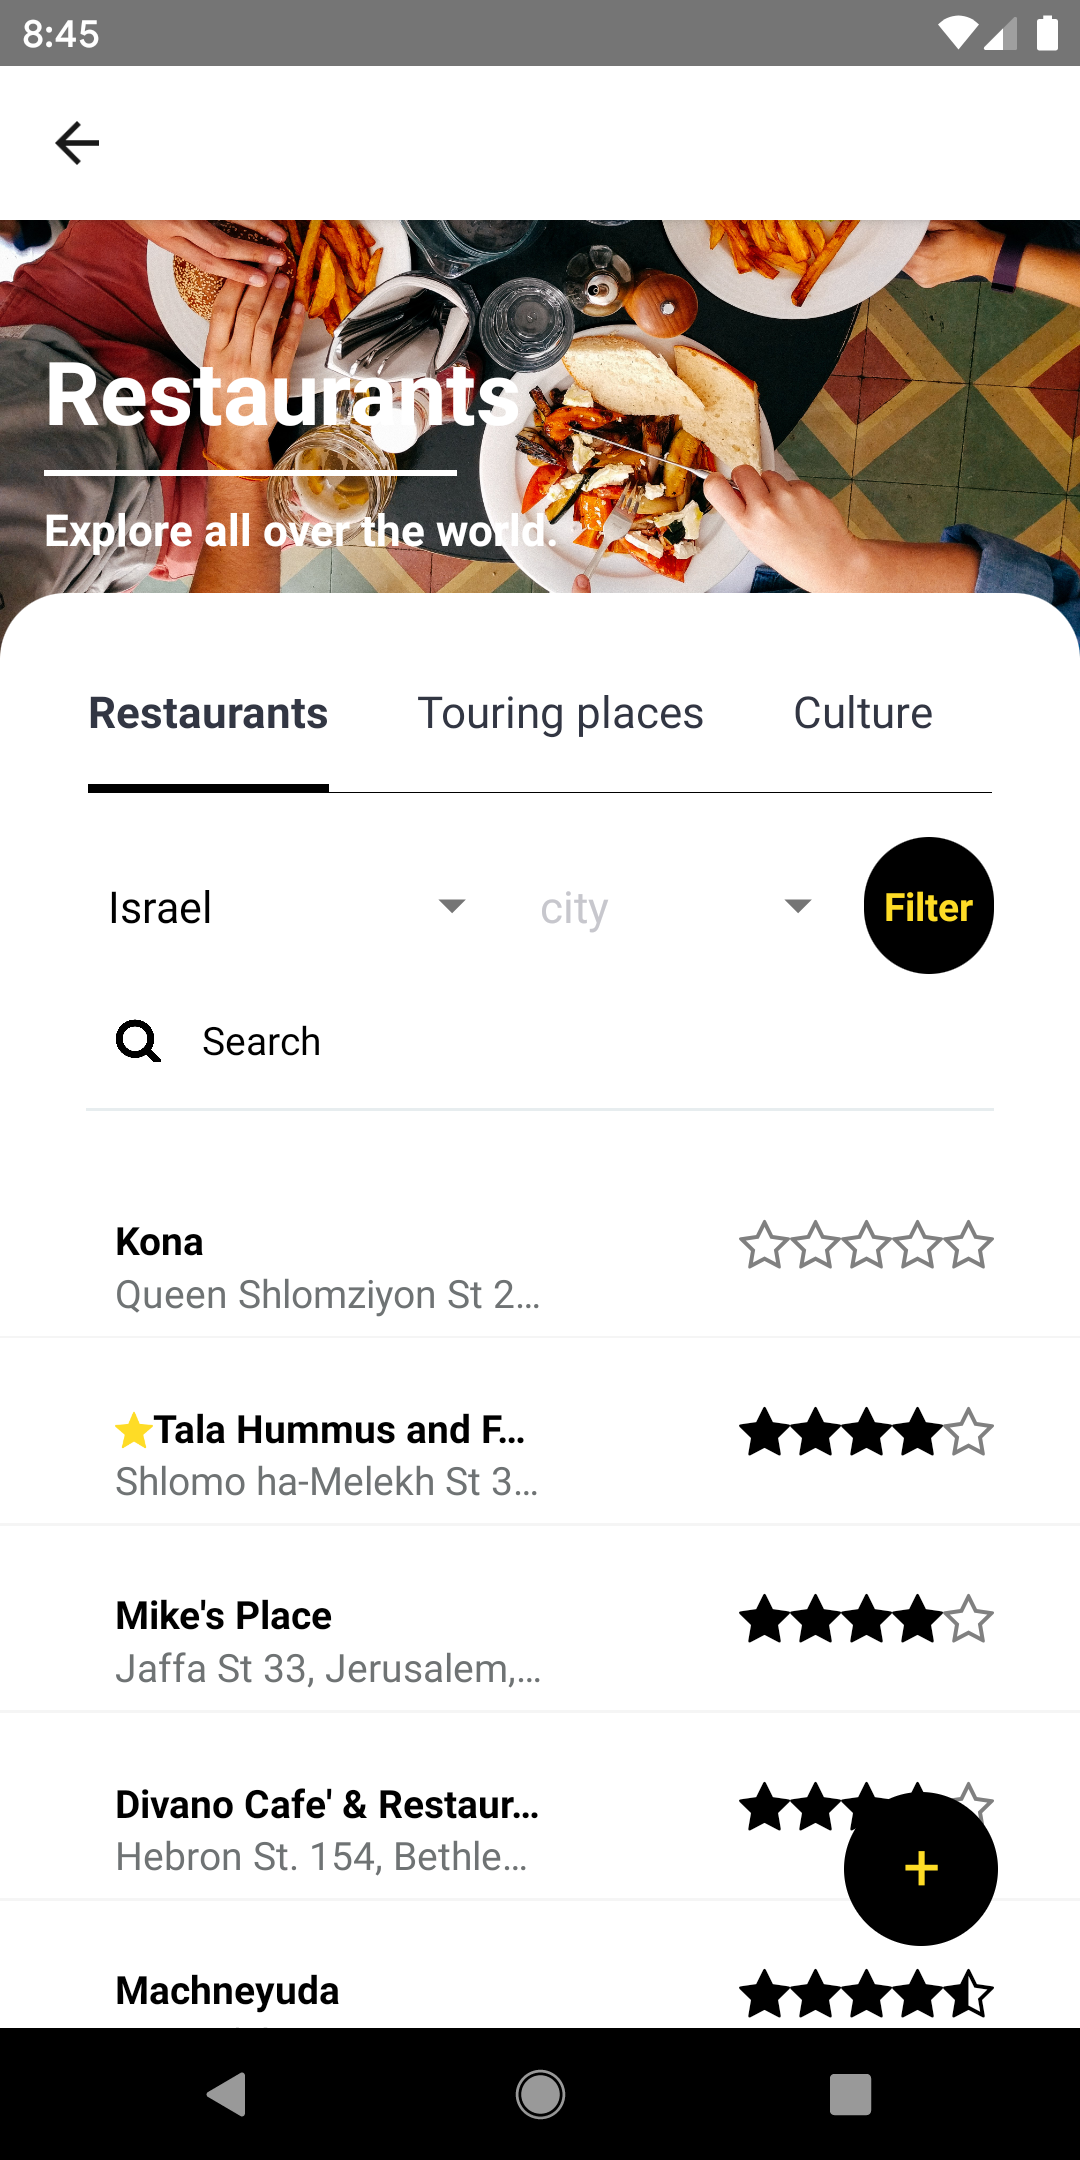 8:45
Restaurants
Explore all over the world.
Restaurants Touring places Culture
Israel city Filter
Search
Kona
Queen Shlomziyon St 2...
Tala Hummus and F...
Shlomo ha-Melekh St 3...
Mike's Place
Jaffa St 33, Jerusalem,...
Divano Cafe' & Restaur...
Hebron St. 154, Bethle...
+
Machneyuda